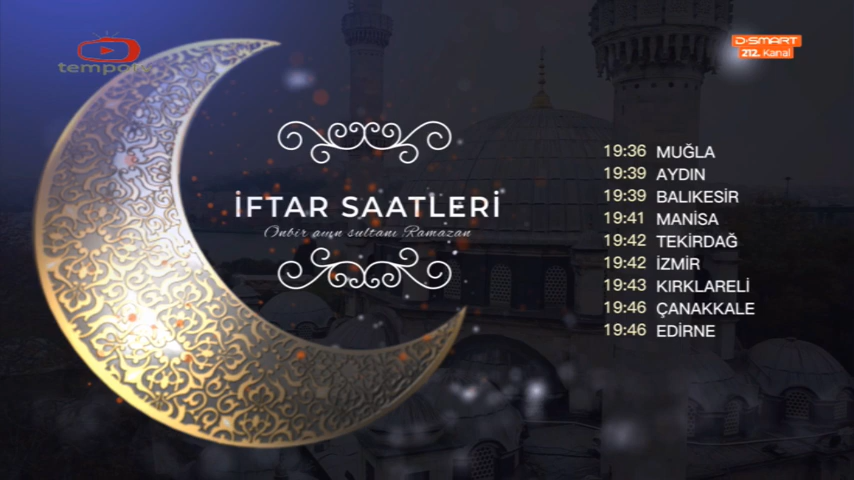 tempotv
D-SMART
212. Kanal
İFTAR SAATLERİ
Onbir ayın sultanı Ramazan
19:36 MUĞLA
19:39 AYDIN
19:39 BALIKESİR
19:41 MANİSA
19:42 TEKİRDAĞ
19:42 İZMİR
19:43 KIRKLARELİ
19:46 ÇANAKKALE
19:46 EDİRNE